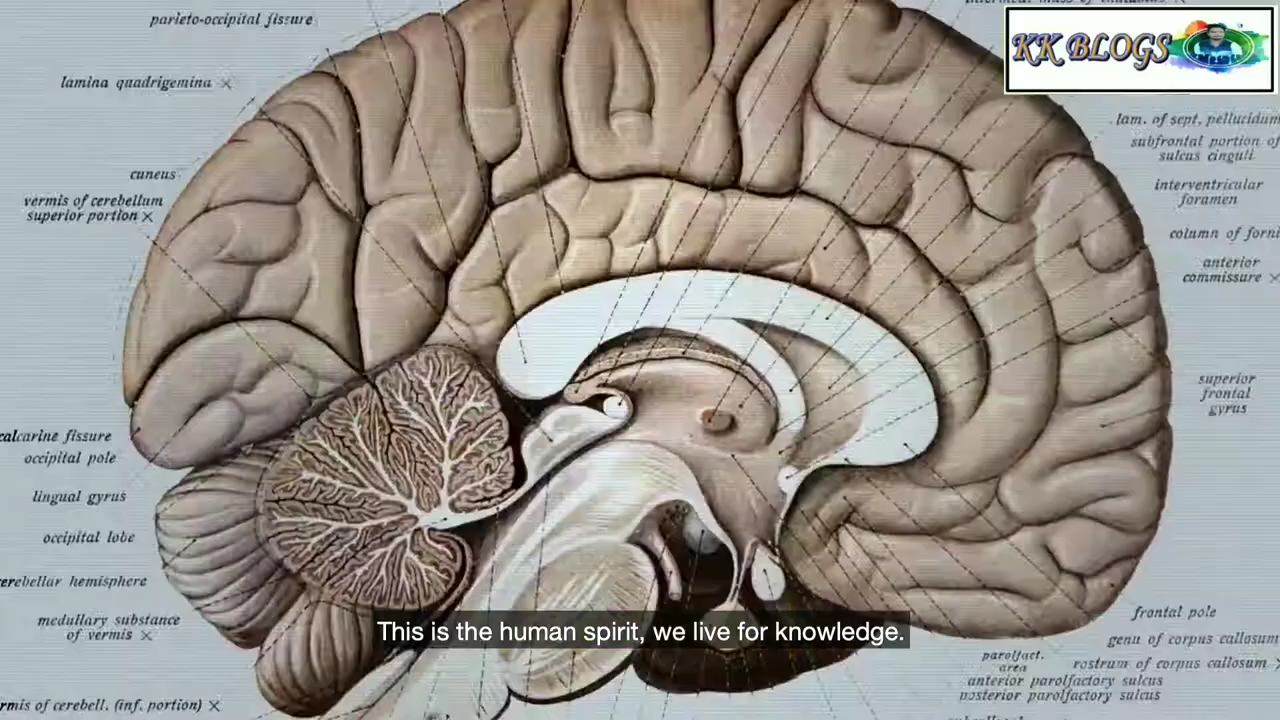 parieto-occipital fissure
lamina quadrigemina ×
cuneus
vermis of cerebellum
superior portion ×
calcarine fissure
occipital pole
lingual gyrus
occipital lobe
cerebellar hemisphere
medullary substance
of vermis ×
of cerebell. (inf. portion) ×
KK BLOGS
lam. of sept. pellucidum
subfrontal portion of
sulcus cinguli
interventricular
foramen
column of forni
anterior
commissure ×
superior
frontal
gyrus
frontal pole
genu of corpus callosum
parolfact.
area
rostrum of corpus callosum ×
anterior parolfactory sulcus
posterior parolfactory sulcus
This is the human spirit, we live for knowledge.